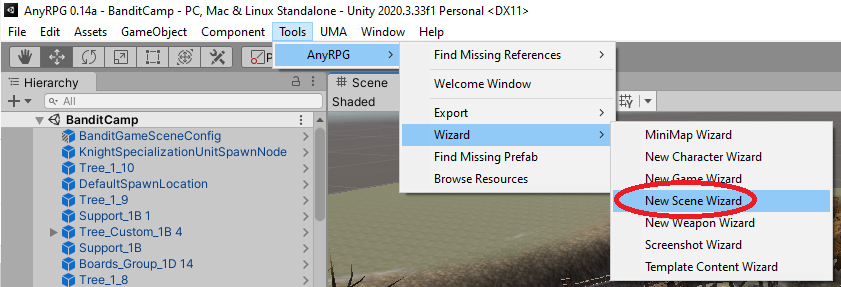 AnyRPG 0.14a - BanditCamp - PC, Mac & Linux Standalone - Unity 2020.3.33f1 Personal <DX11>
File Edit Assets GameObject Component Tools UMA Window Help
AnyRPG
Find Missing References
Welcome Window
Export
Wizard
Find Missing Prefab
Browse Resources
MiniMap Wizard
New Character Wizard
New Game Wizard
New Scene Wizard
New Weapon Wizard
Screenshot Wizard
Template Content Wizard
Hierarchy
All
Scene
Shaded
BanditCamp
BanditGameSceneConfig
KnightSpecializationUnitSpawnNode
Tree_1_10
DefaultSpawnLocation
Tree_1_9
Support_1B 1
Tree_Custom_1B 4
Support_1B
Boards_Group_1D 14
Tree_1_8